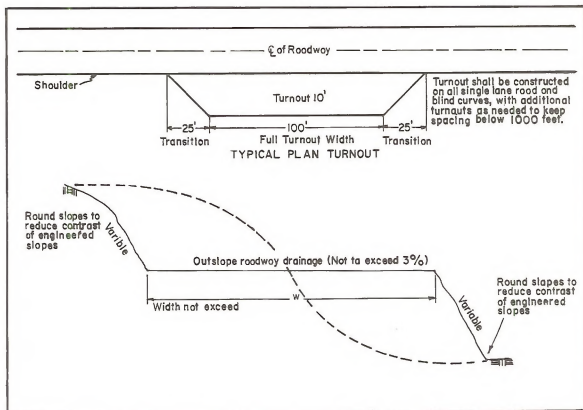 ℄ of Roadway
Shoulder
Turnout 10'
Turnout shall be constructed
on all single lane road and
blind curves, with additional
turnauts as needed to keep
spacing below 1000 feet.
25'
100'
25'
Transition
Full Turnout Width
Transition
TYPICAL PLAN TURNOUT
Round slopes to
reduce contrast
of engineered
slopes
Varible
Outslope roadway drainage (Not ta exceed 3%)
W
Width not exceed
Variable
Round slopes to
reduce contrast
of engineered
slopes